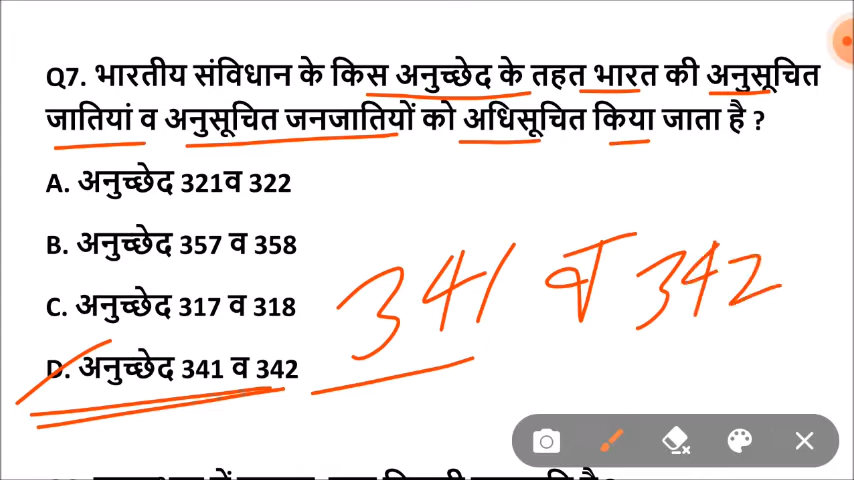 Q7. भारतीय संविधान के किस अनुच्छेद के तहत भारत की अनुसूचित
जातियां व अनुसूचित जनजातियों को अधिसूचित किया जाता है ?
A. अनुच्छेद 321व 322
B. अनुच्छेद 357 व 358
C. अनुच्छेद 317 व 318
341 व 342
D. अनुच्छेद 341 व 342